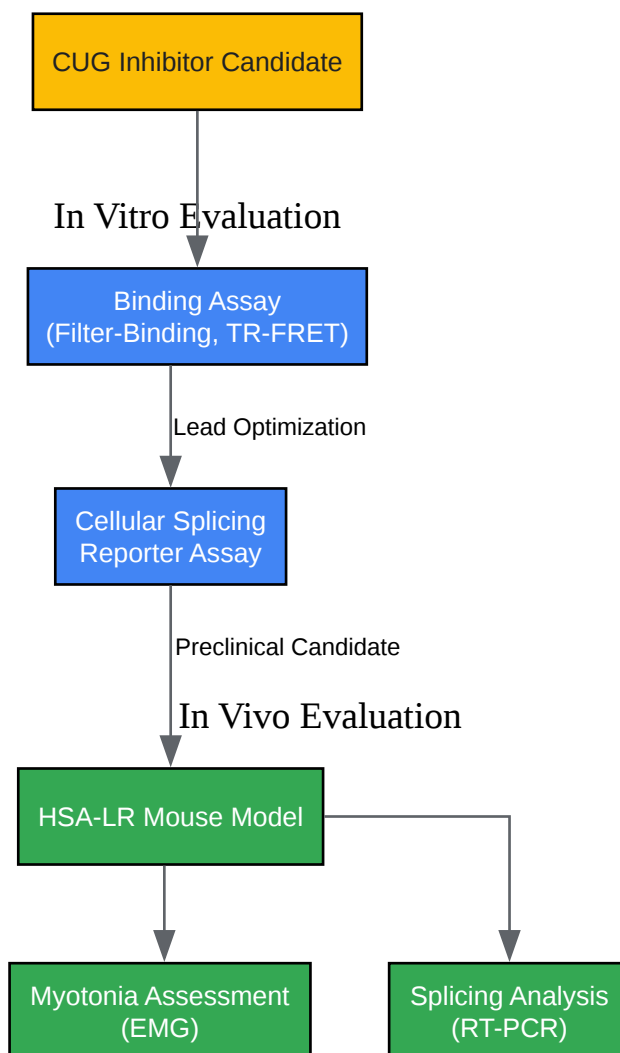 CUG Inhibitor Candidate
In Vitro Evaluation
Binding Assay
(Filter-Binding, TR-FRET)
Lead Optimization
Cellular Splicing
Reporter Assay
Preclinical Candidate
In Vivo Evaluation
HSA-LR Mouse Model
Myotonia Assessment
(EMG)
Splicing Analysis
(RT-PCR)